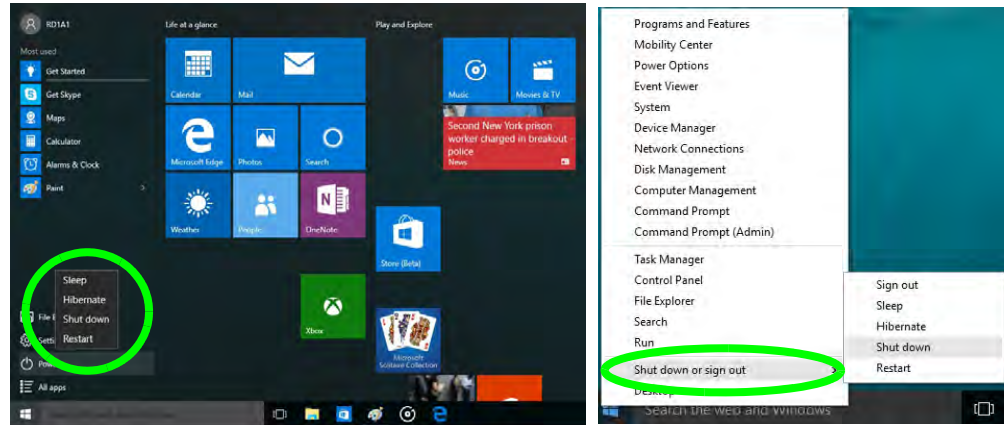 RD1A1
Life at a glance
Play and Explore
Most used
Get Started
Get Skype
Maps
Calculator
Alarms & Clock
Paint
Calendar
Mail
Music
Movies & TV
Microsoft Edge
Photos
Search
Second New York prison
worker charged in breakout -
police
News
Weather
People
OneNote
Store (Beta)
Xbox
Microsoft
Solitaire Collection
Sleep
Hibernate
Shut down
Restart
File
All apps
Programs and Features
Mobility Center
Power Options
Event Viewer
System
Device Manager
Network Connections
Disk Management
Computer Management
Command Prompt
Command Prompt (Admin)
Task Manager
Control Panel
File Explorer
Search
Run
Shut down or sign out
Desktop
Sign out
Sleep
Hibernate
Shut down
Restart
Search the web and Windows